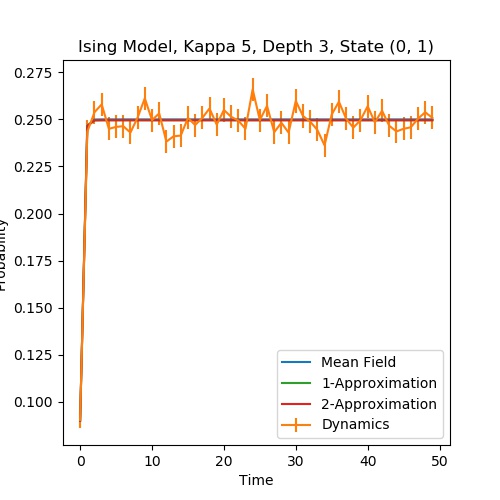 Ising Model, Kappa 5, Depth 3, State (0, 1)
0.275
0.250
0.225
0.200
0.175
0.150
0.125
0.100
Probability
Mean Field
1-Approximation
2-Approximation
Dynamics
0 10 20 30 40 50
Time